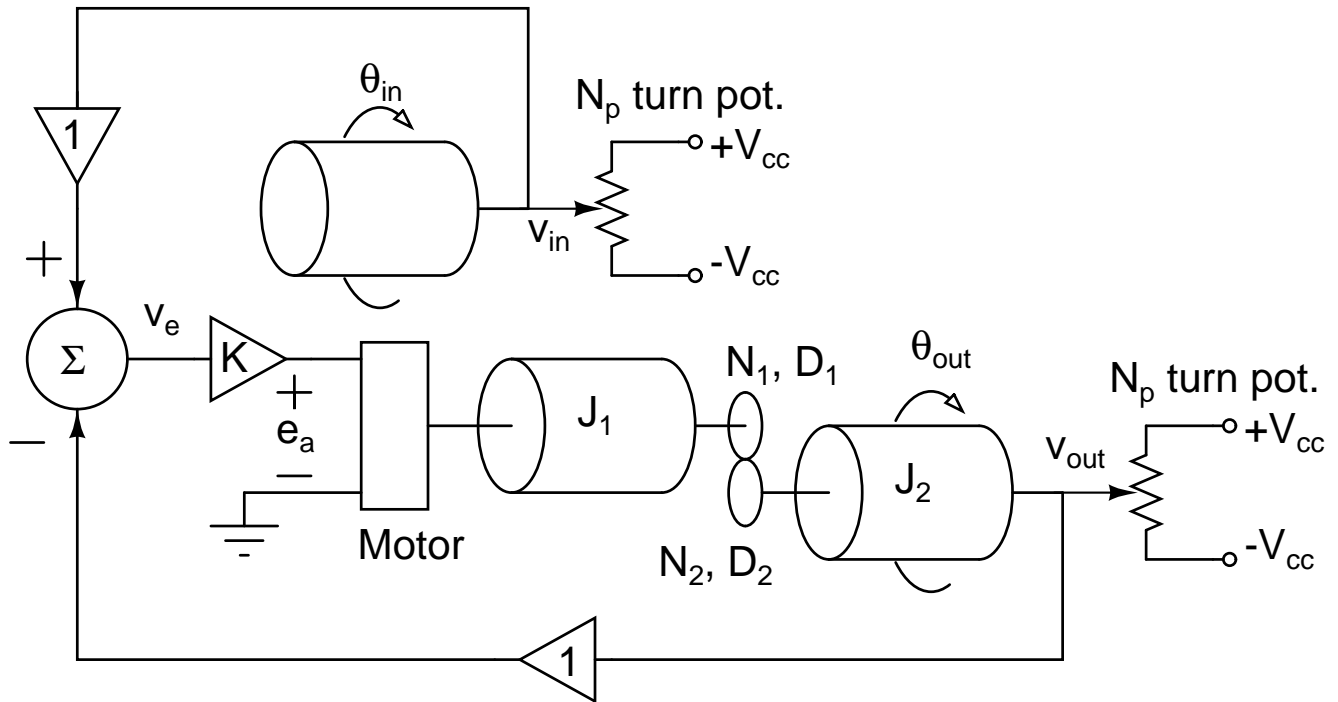 θin
Np turn pot.
+Vcc
vin
-Vcc
1
+
ve
Σ
K
+
ea
−
−
Motor
J1
N1, D1
N2, D2
θout
J2
vout
Np turn pot.
+Vcc
-Vcc
1